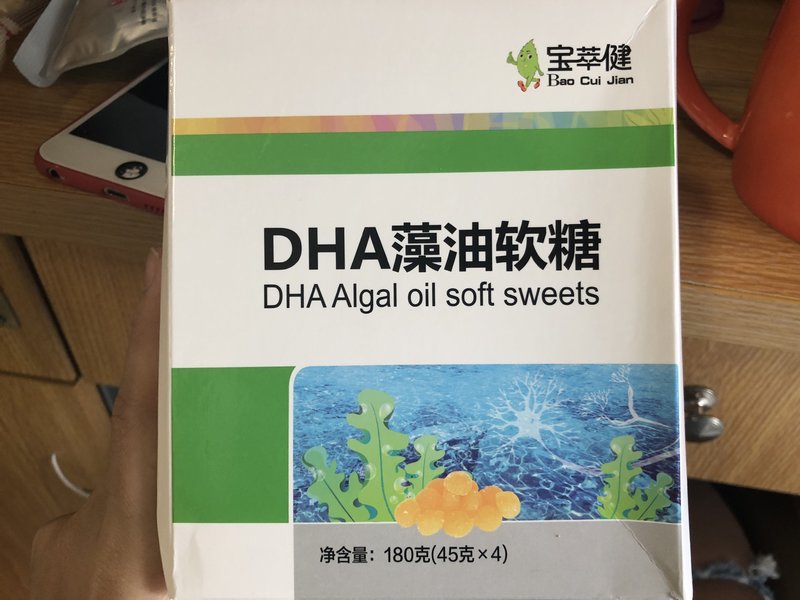 宝萃健
Bao Cui Jian
DHA藻油软糖
DHA Algal oil soft sweets
净含量：180克(45克×4)